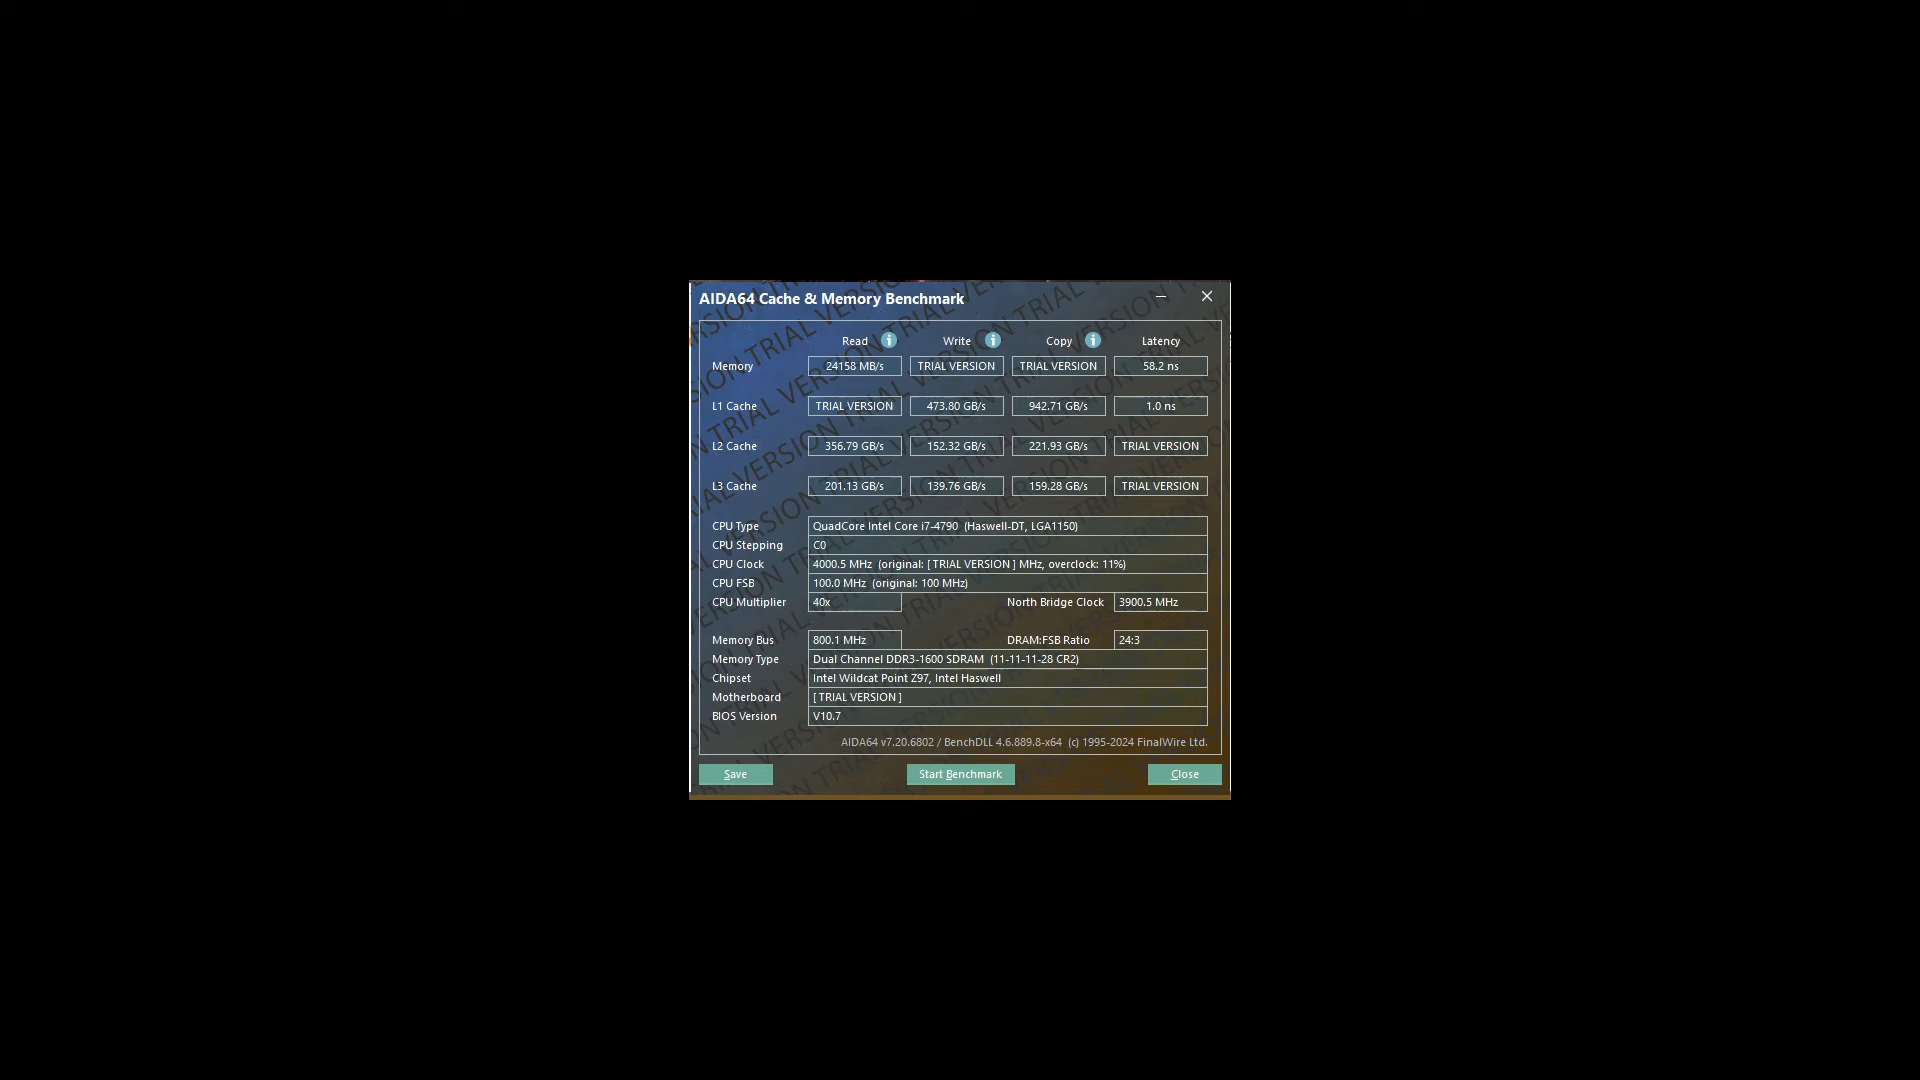 AIDA64 Cache & Memory Benchmark
Read Write Copy Latency
Memory 24158 MB/s TRIAL VERSION TRIAL VERSION 58.2 ns
L1 Cache TRIAL VERSION 473.80 GB/s 942.71 GB/s 1.0 ns
L2 Cache 356.79 GB/s 152.32 GB/s 221.93 GB/s TRIAL VERSION
L3 Cache 201.13 GB/s 139.76 GB/s 159.28 GB/s TRIAL VERSION
CPU Type QuadCore Intel Core i7-4790 (Haswell-DT, LGA1150)
CPU Stepping C0
CPU Clock 4000.5 MHz (original: [ TRIAL VERSION ] MHz, overclock: 11%)
CPU FSB 100.0 MHz (original: 100 MHz)
CPU Multiplier 40x North Bridge Clock 3900.5 MHz
Memory Bus 800.1 MHz DRAM:FSB Ratio 24:3
Memory Type Dual Channel DDR3-1600 SDRAM (11-11-11-28 CR2)
Chipset Intel Wildcat Point Z97, Intel Haswell
Motherboard [ TRIAL VERSION ]
BIOS Version V10.7
AIDA64 v7.20.6802 / BenchDLL 4.6.889.8-x64 (c) 1995-2024 FinalWire Ltd.
Save Start Benchmark Close